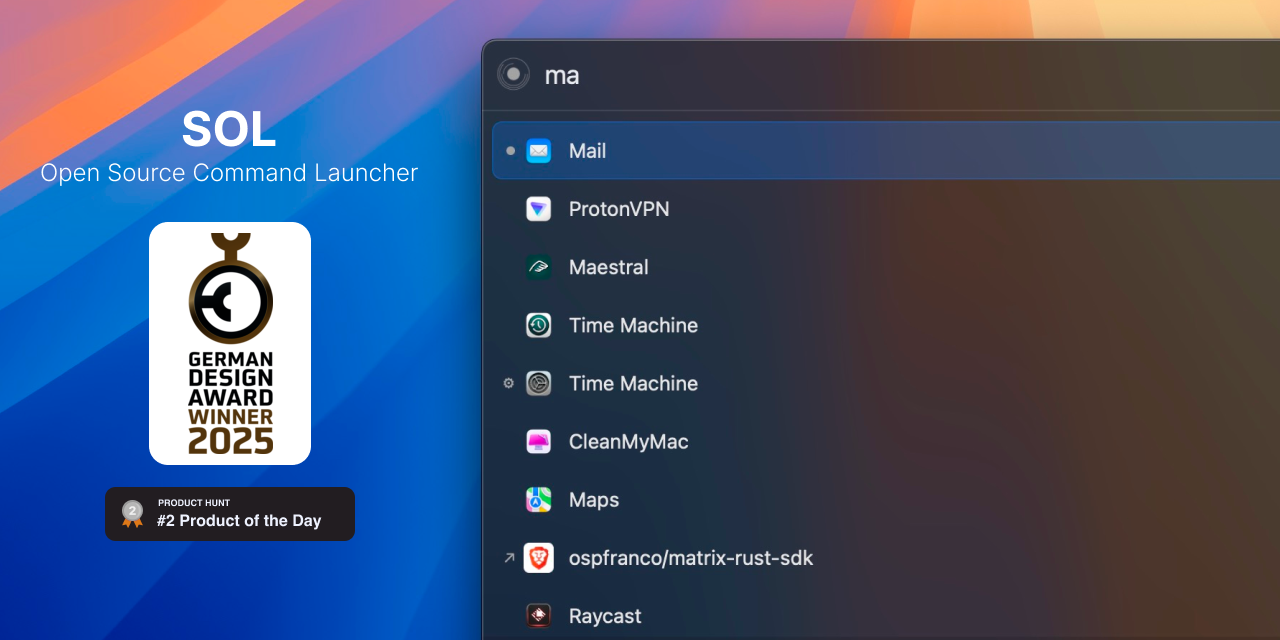 SOL
Open Source Command Launcher
GERMAN
DESIGN
AWARD
WINNER
2025
2
PRODUCT HUNT
#2 Product of the Day
ma
Mail
ProtonVPN
Maestral
Time Machine
Time Machine
CleanMyMac
Maps
ospfranco/matrix-rust-sdk
Raycast